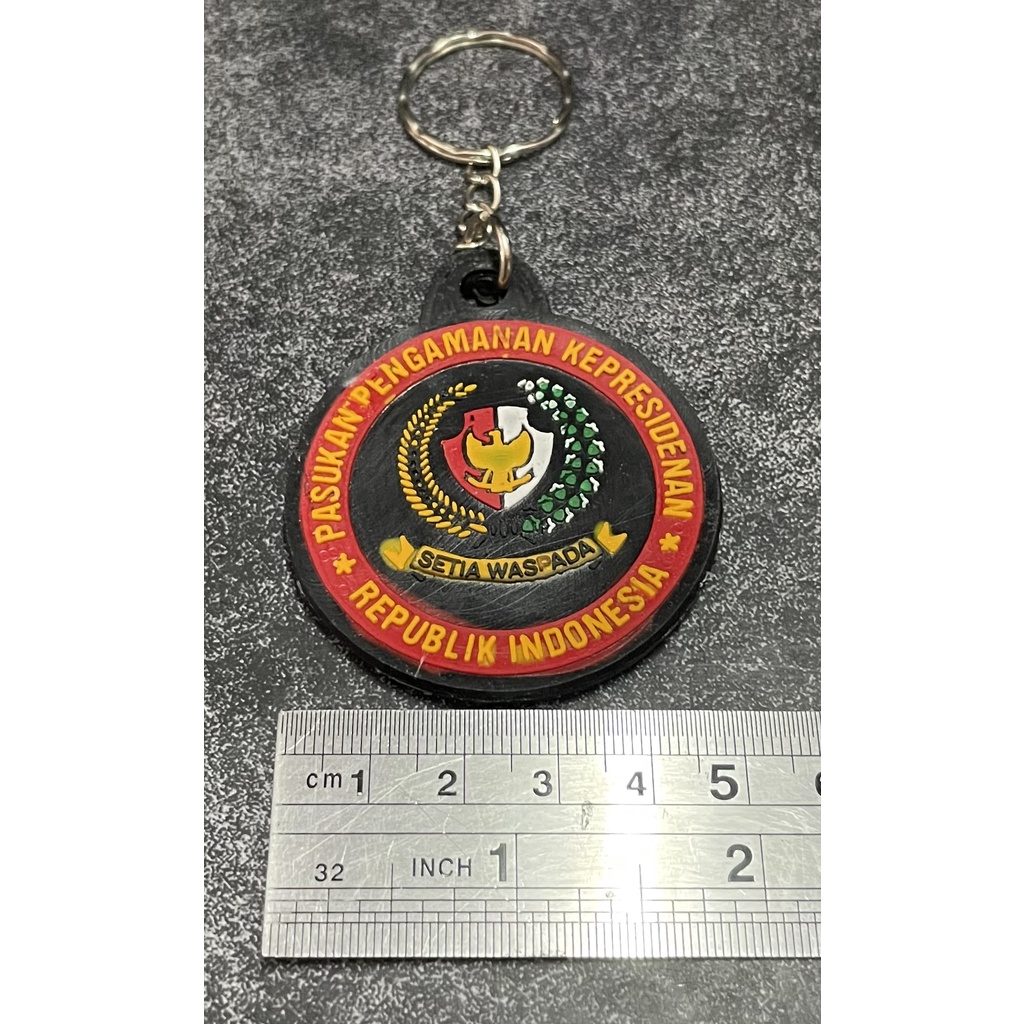 PASUKAN PENGAMANAN KEPRESIDENAN
SETIA WASPADA
* REPUBLIK INDONESIA *
cm 1 2 3 4 5 6
32 INCH 1 2